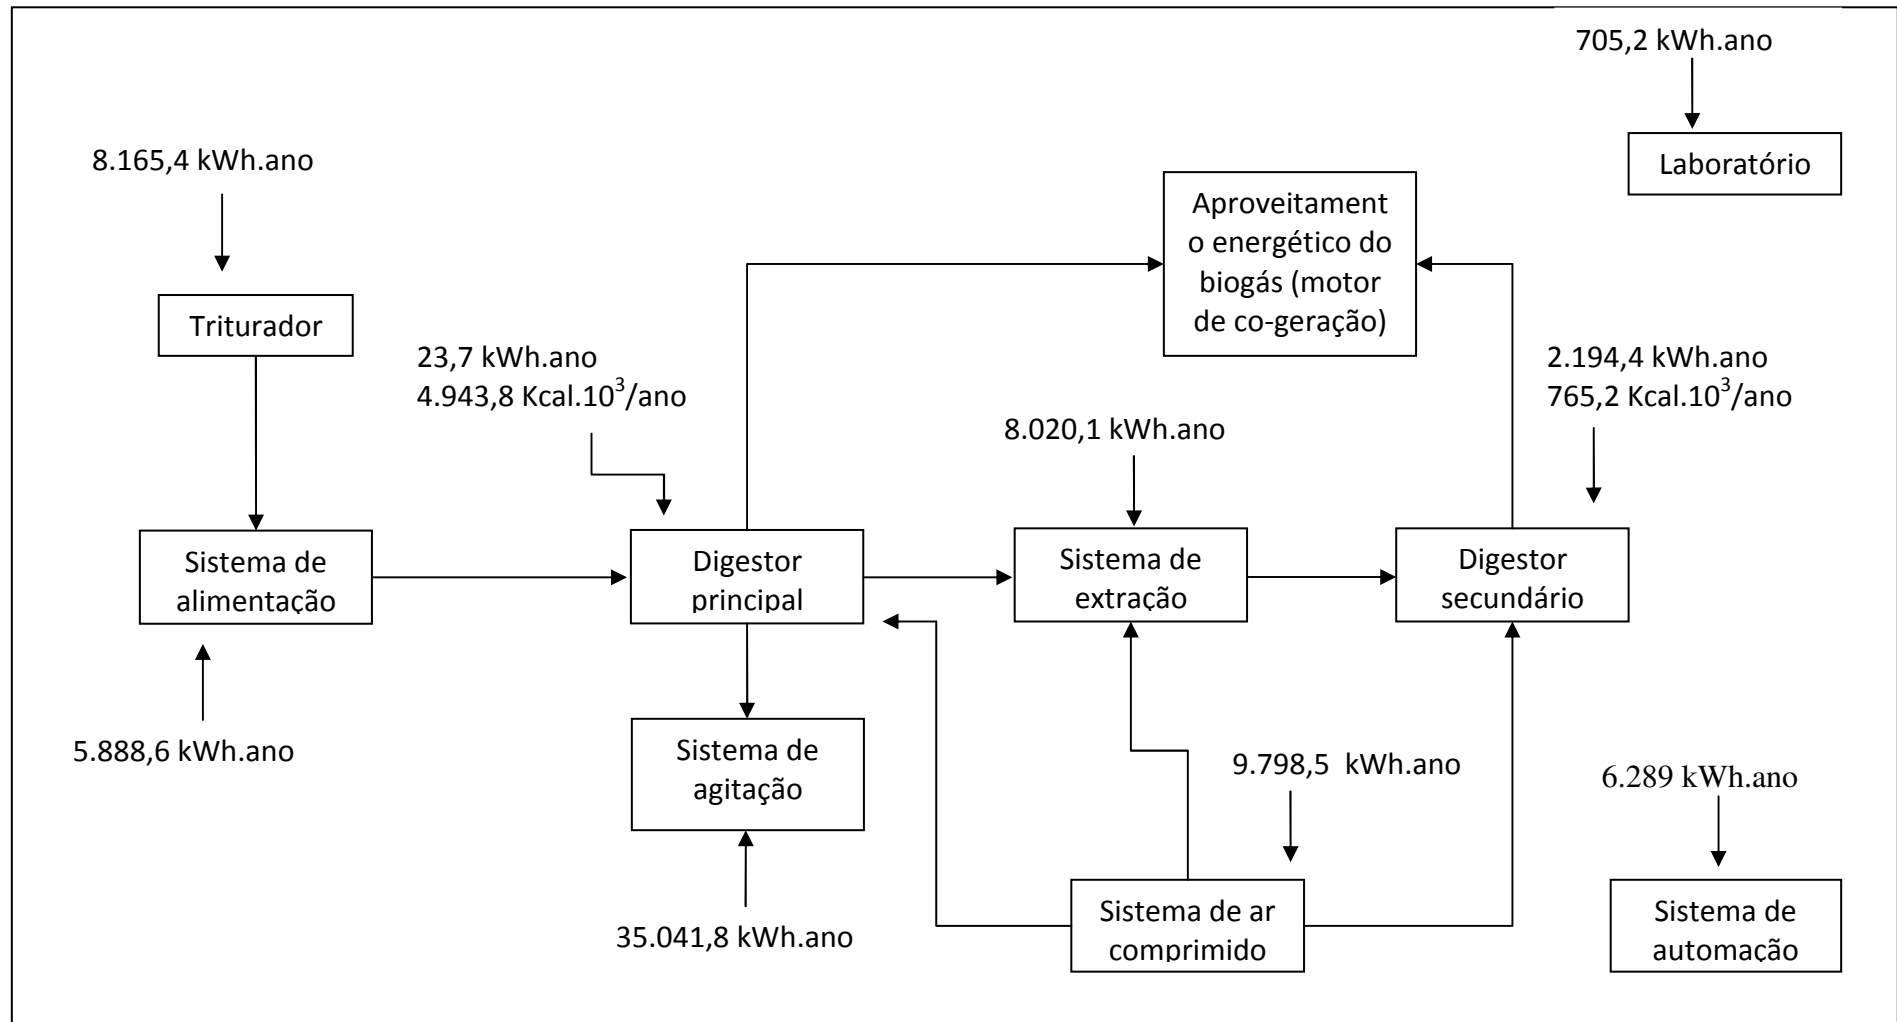 705,2 kWh.ano
Laboratório
8.165,4 kWh.ano
Triturador
Aproveitament
o energético do
biogás (motor
de co-geração)
23,7 kWh.ano
4.943,8 Kcal.10³/ano
2.194,4 kWh.ano
765,2 Kcal.10³/ano
8.020,1 kWh.ano
Sistema de
alimentação
Digestor
principal
Sistema de
extração
Digestor
secundário
5.888,6 kWh.ano
Sistema de
agitação
35.041,8 kWh.ano
9.798,5  kWh.ano
Sistema de ar
comprimido
6.289 kWh.ano
Sistema de
automação